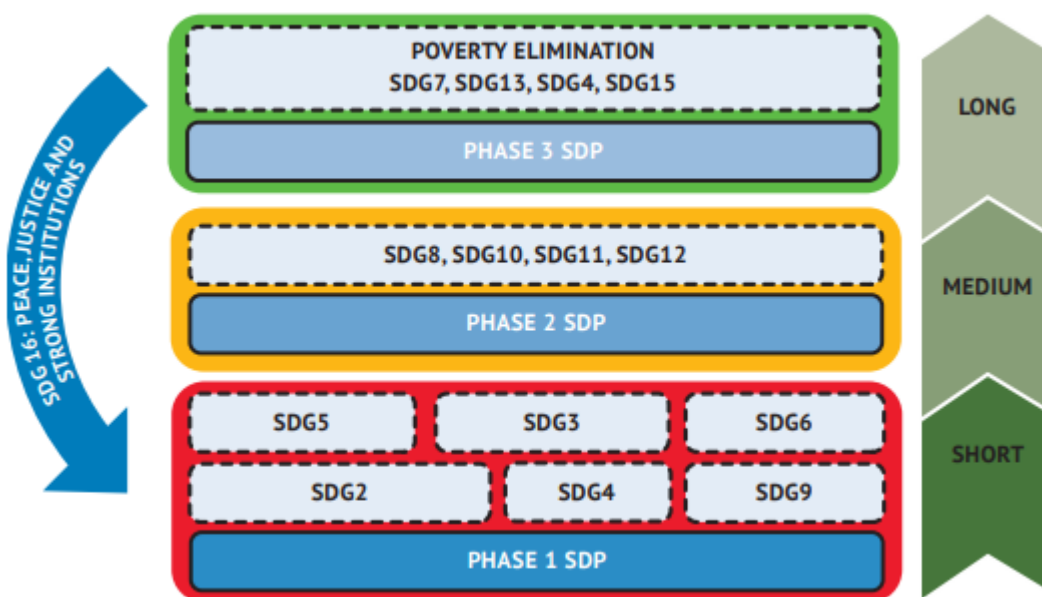 POVERTY ELIMINATION
SDG7, SDG13, SDG4, SDG15
PHASE 3 SDP
SDG8, SDG10, SDG11, SDG12
PHASE 2 SDP
SDG5
SDG3
SDG6
SDG2
SDG4
SDG9
PHASE 1 SDP
SDG 16: PEACE, JUSTICE AND
STRONG INSTITUTIONS
LONG
MEDIUM
SHORT